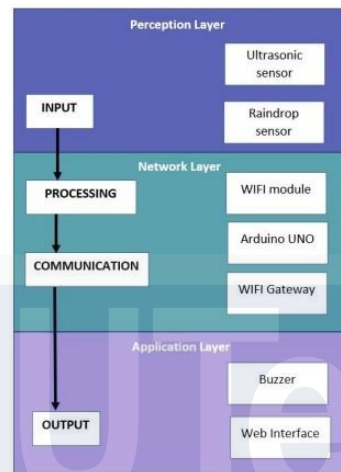 Perception Layer
Ultrasonic
sensor
INPUT
Raindrop
sensor
Network Layer
PROCESSING
WIFI module
Arduino UNO
COMMUNICATION
WIFI Gateway
Application Layer
Buzzer
OUTPUT
Web Interface
UTe